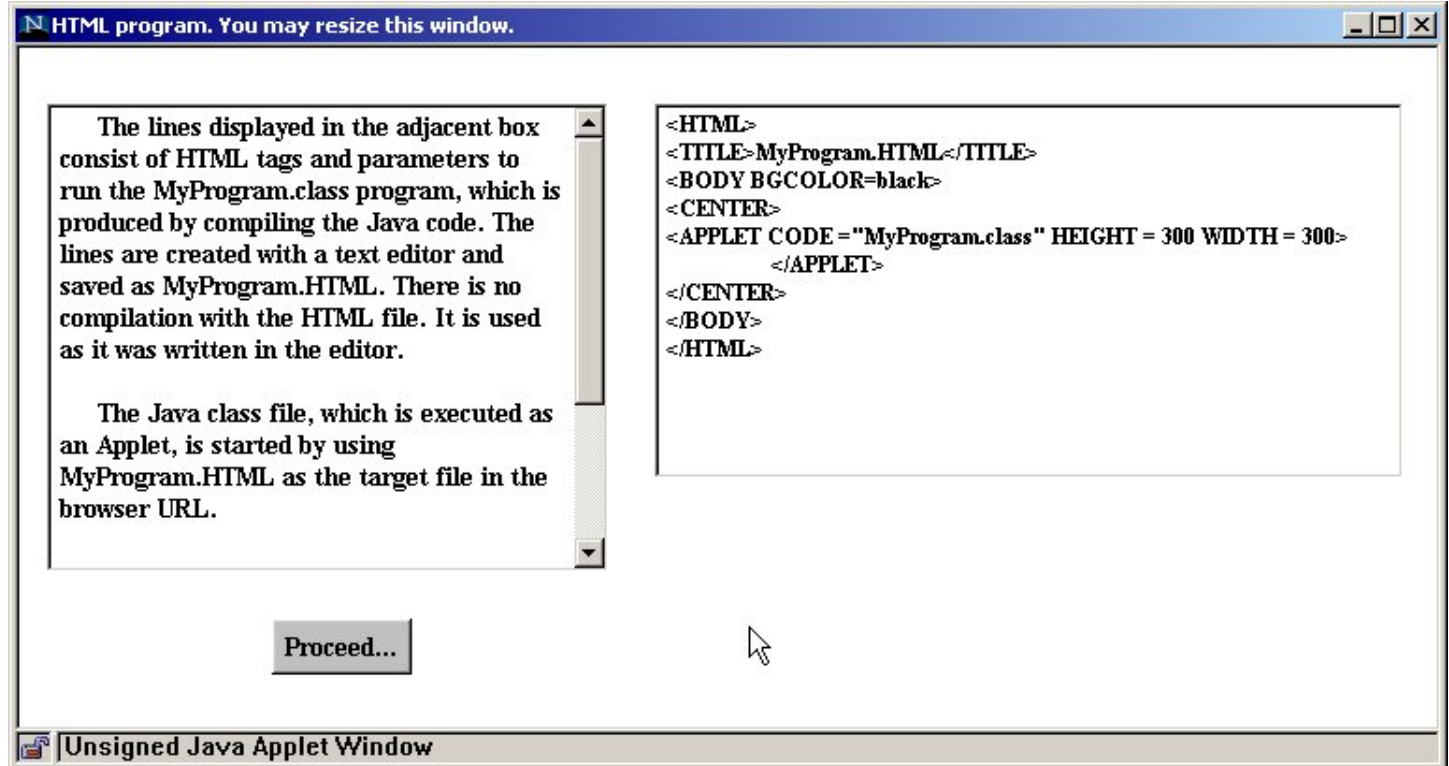 HTML program. You may resize this window.
The lines displayed in the adjacent box
consist of HTML tags and parameters to
run the MyProgram.class program, which is
produced by compiling the Java code. The
lines are created with a text editor and
saved as MyProgram.HTML. There is no
compilation with the HTML file. It is used
as it was written in the editor.
The Java class file, which is executed as
an Applet, is started by using
MyProgram.HTML as the target file in the
browser URL.
<HTML>
<TITLE>MyProgram.HTML</TITLE>
<BODY BGCOLOR=black>
<CENTER>
<APPLET CODE ="MyProgram.class" HEIGHT = 300 WIDTH = 300>
</APPLET>
</CENTER>
</BODY>
</HTML>
Proceed...
Unsigned Java Applet Window